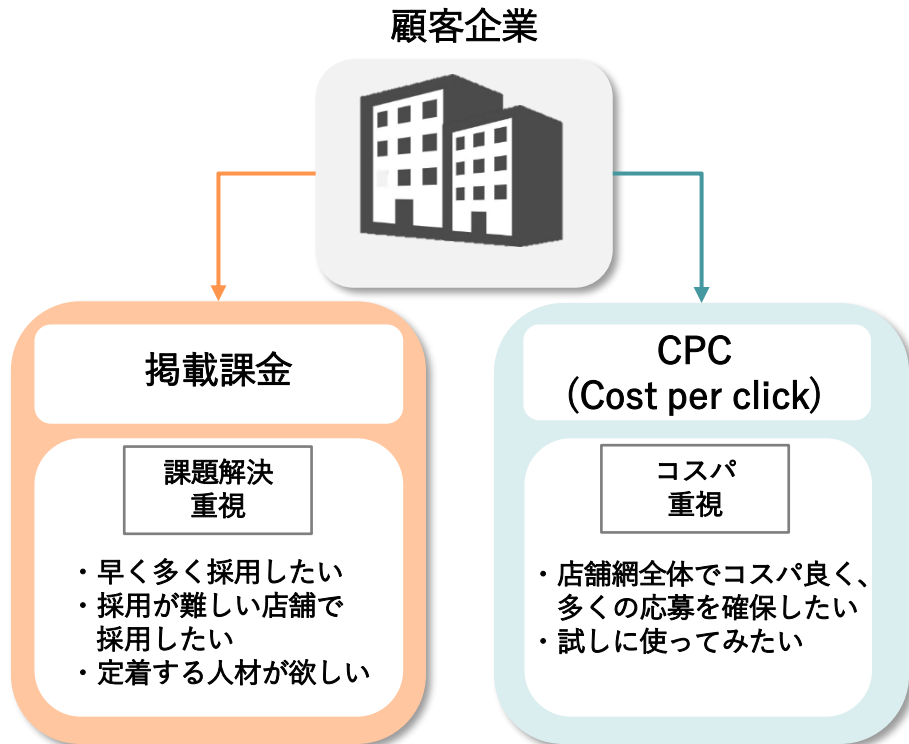 顧客企業
掲載課金
課題解決
重視
・早く多く採用したい
・採用が難しい店舗で
採用したい
・定着する人材が欲しい
CPC
(Cost per click)
コスパ
重視
・店舗網全体でコスパ良く、
多くの応募を確保したい
・試しに使ってみたい